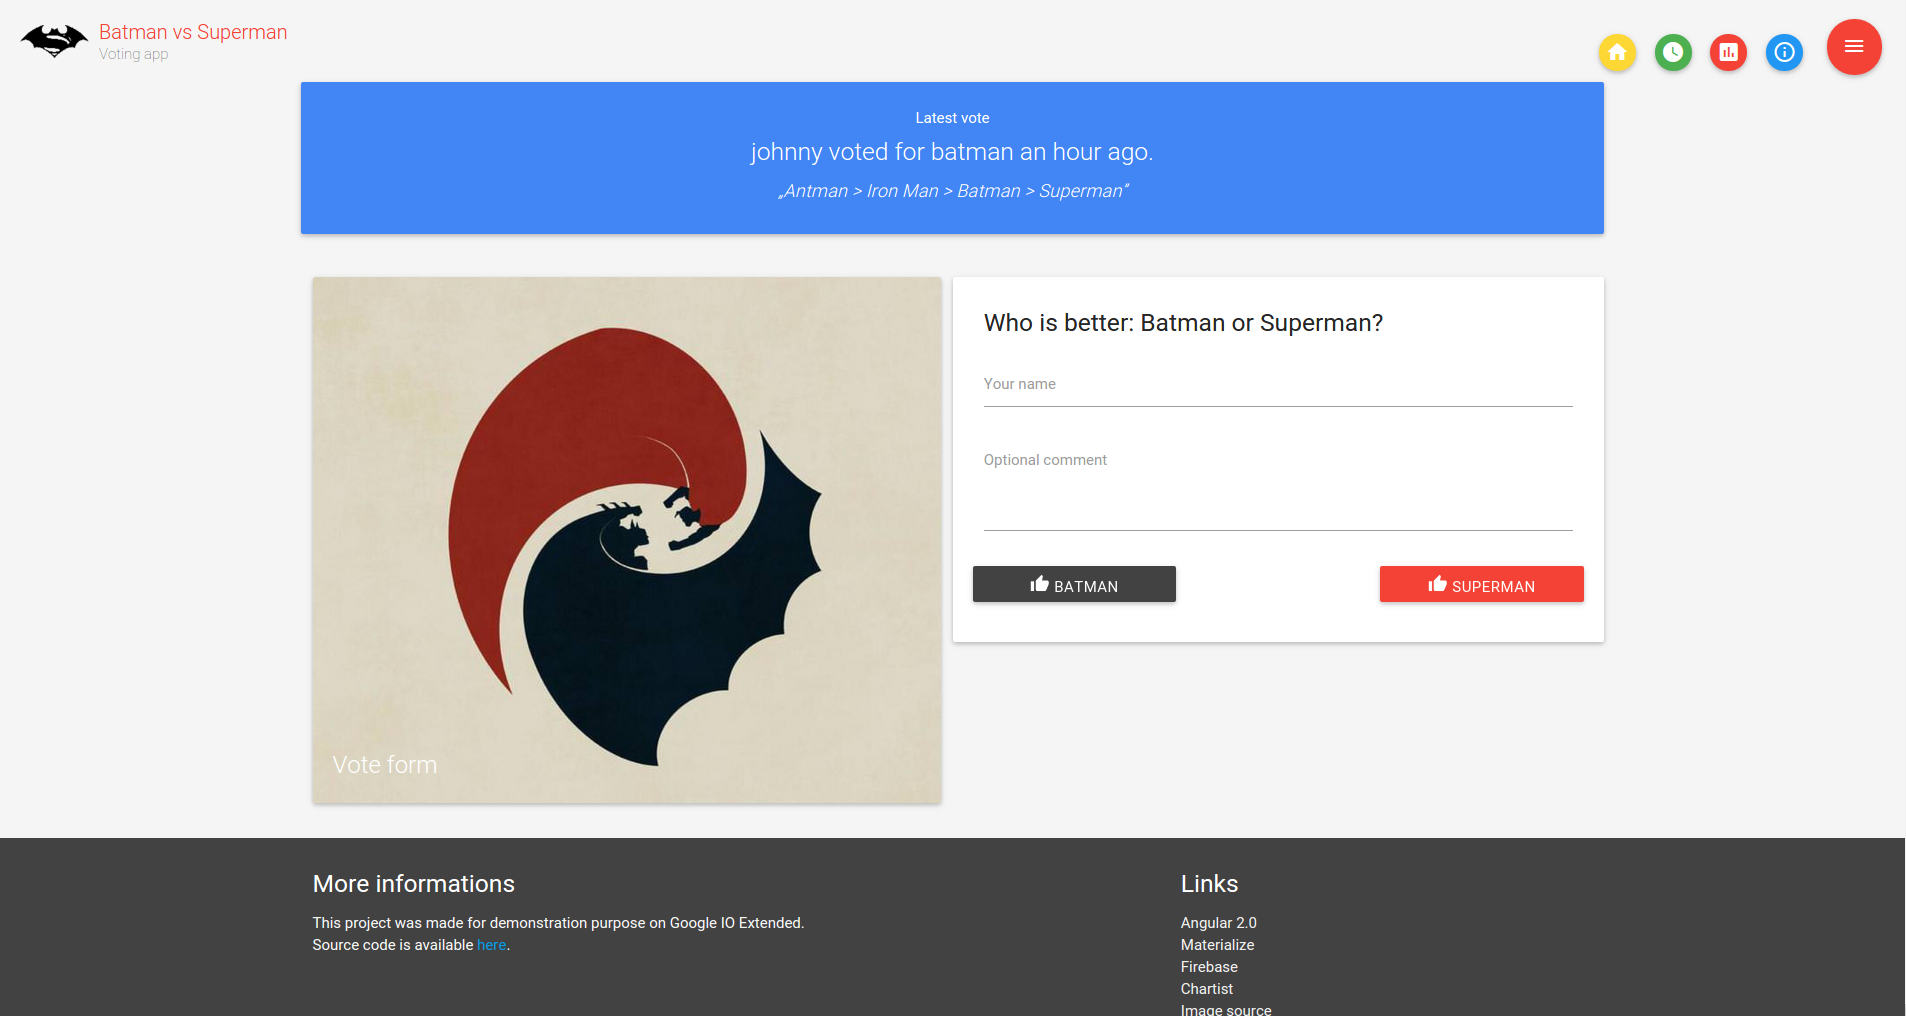 Batman vs Superman
Voting app
Latest vote
johnny voted for batman an hour ago.
„Antman > Iron Man > Batman > Superman”
Who is better: Batman or Superman?
Your name
Optional comment
BATMAN
SUPERMAN
Vote form
More informations
This project was made for demonstration purpose on Google IO Extended.
Source code is available here.
Links
Angular 2.0
Materialize
Firebase
Chartist
Image source